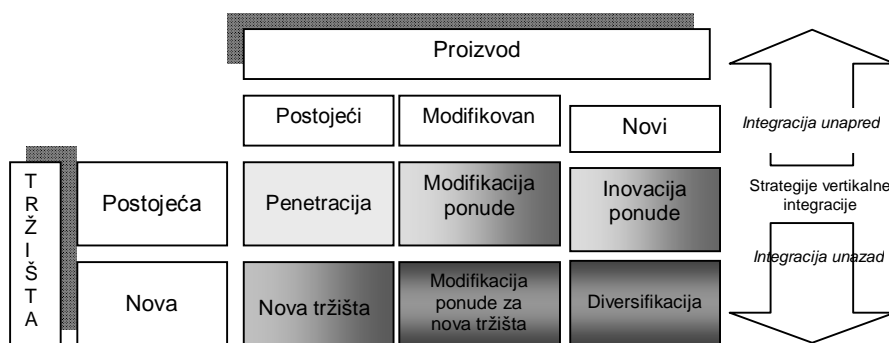 Proizvod
Postojeći
Modifikovan
Novi
Integracija unapred
TRŽIŠTA
Postojeća
Penetracija
Modifikacija
ponude
Inovacija
ponude
Strategije vertikalne
integracije
Nova
Nova tržišta
Modifikacija
ponude za
nova tržišta
Diversifikacija
Integracija unazad